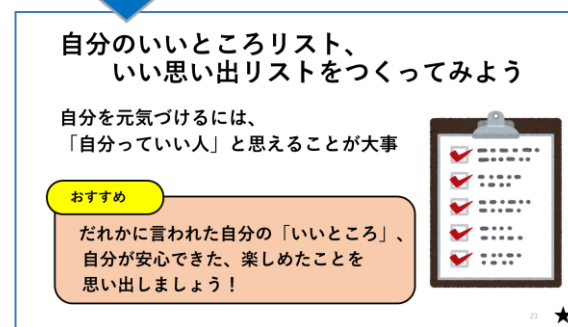 自分のいいところリスト、
いい思い出リストをつくってみよう
自分を元気づけるには、
「自分っていい人」と思えることが大事
おすすめ
だれかに言われた自分の「いいところ」、
自分が安心できた、楽しめたことを
思い出しましょう！
21